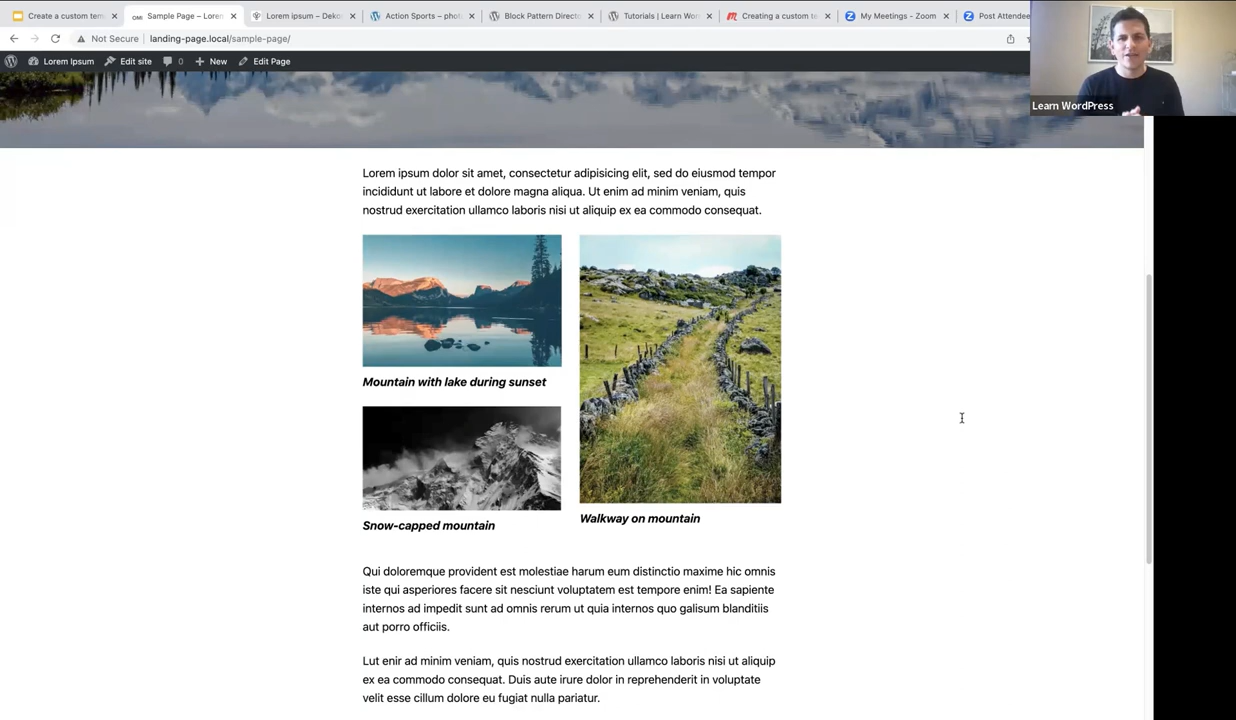 Create a custom tem
Sample Page – Loren
Lorem ipsum – Deko
Action Sports – phot
Block Pattern Direct
Tutorials | Learn Wor
Creating a custom te
My Meetings - Zoom
Post Attendee
Not Secure
landing-page.local/sample-page/
Lorem Ipsum
Edit site
0
New
Edit Page
Learn WordPress
Lorem ipsum dolor sit amet, consectetur adipisicing elit, sed do eiusmod tempor
incididunt ut labore et dolore magna aliqua. Ut enim ad minim veniam, quis
nostrud exercitation ullamco laboris nisi ut aliquip ex ea commodo consequat.
Mountain with lake during sunset
Snow-capped mountain
Walkway on mountain
Qui doloremque provident est molestiae harum eum distinctio maxime hic omnis
iste qui asperiores facere sit nesciunt voluptatem est tempore enim! Ea sapiente
internos ad impedit sunt ad omnis rerum ut quia internos quo galisum blanditiis
aut porro officiis.
Lut enir ad minim veniam, quis nostrud exercitation ullamco laboris nisi ut aliquip
ex ea commodo consequat. Duis aute irure dolor in reprehenderit in voluptate
velit esse cillum dolore eu fugiat nulla pariatur.